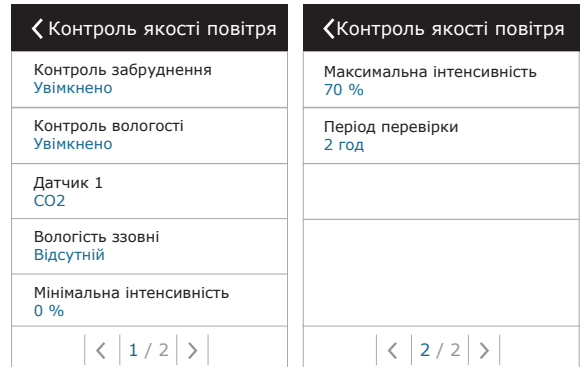 Контроль якості повітря
Контроль забруднення
Увімкнено
Контроль вологості
Увімкнено
Датчик 1
CO2
Вологість ззовні
Відсутній
Мінімальна інтенсивність
0 %
1 / 2
Контроль якості повітря
Максимальна інтенсивність
70 %
Період перевірки
2 год
2 / 2